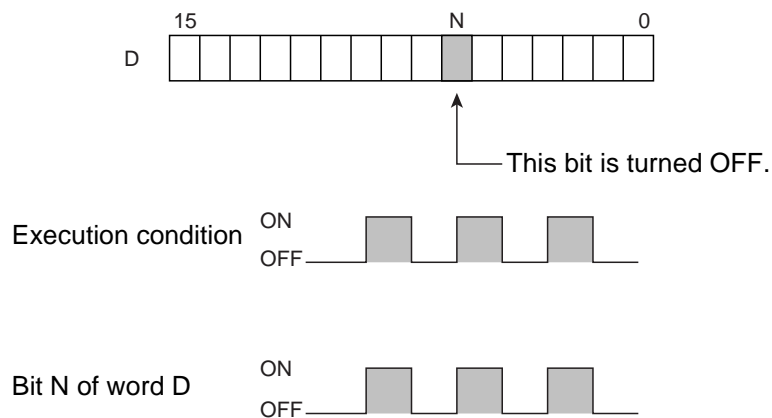 15 N 0
D
This bit is turned OFF.
ON
Execution condition
OFF
ON
Bit N of word D
OFF